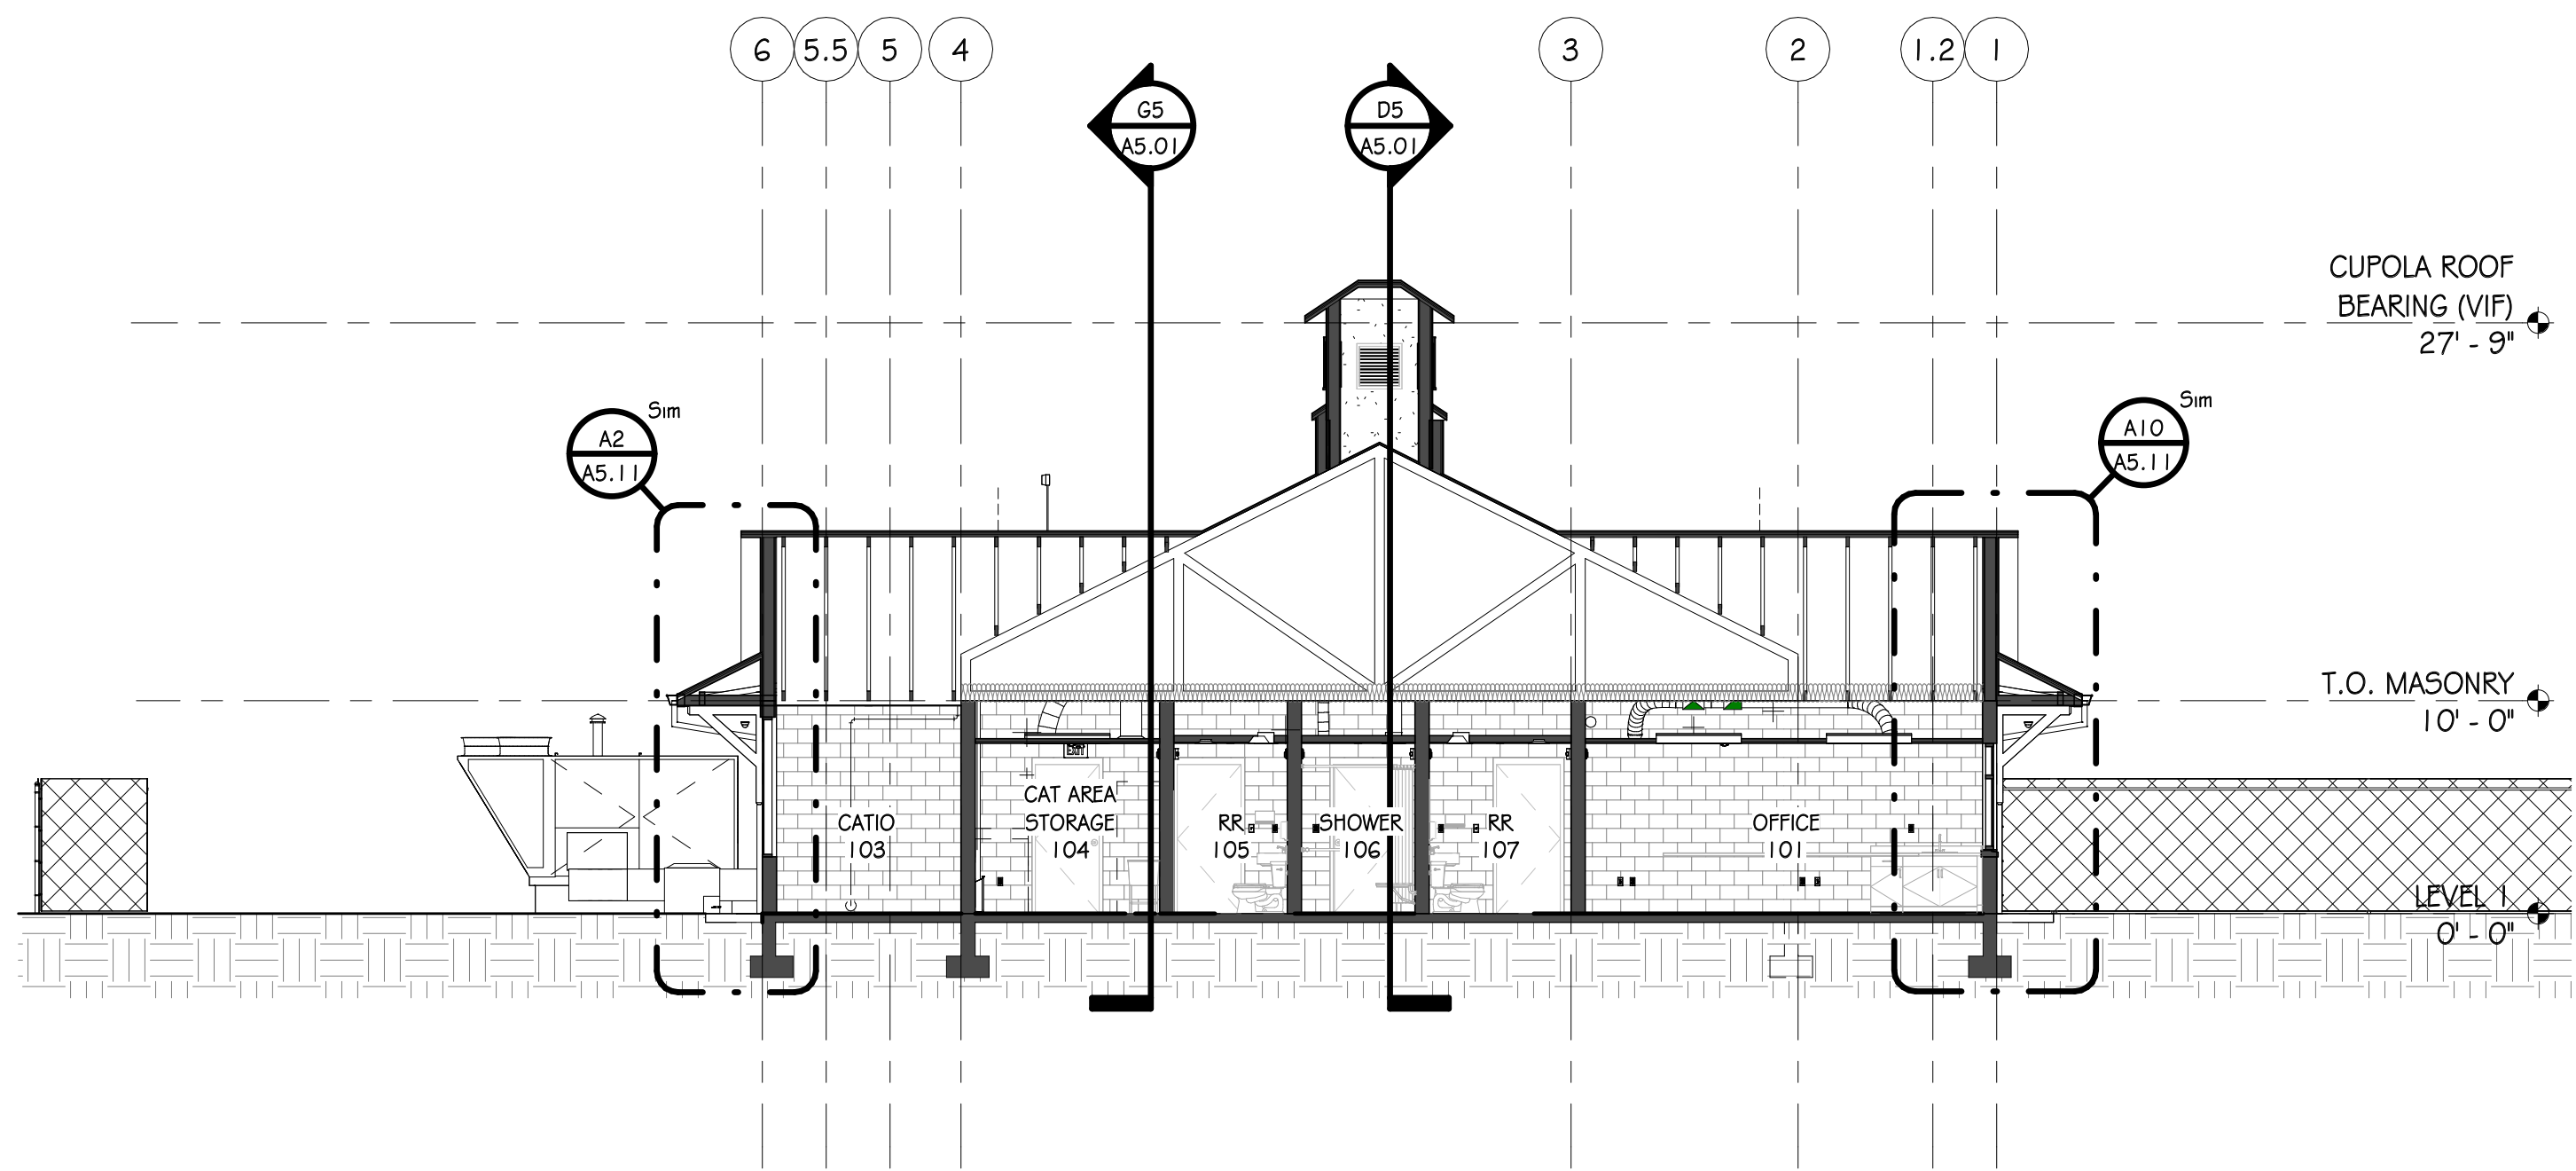 6
5.5
5
4
3
2
1.2
1
G5
A5.01
D5
A5.01
CUPOLA ROOF
BEARING (VIF)
27' - 9"
A2
A5.11
Sim
A10
A5.11
Sim
T.O. MASONRY
10' - 0"
EXIT
CATIO
103
CAT AREA
STORAGE
104
RR
105
SHOWER
106
RR
107
OFFICE
101
LEVEL 1
0' - 0"